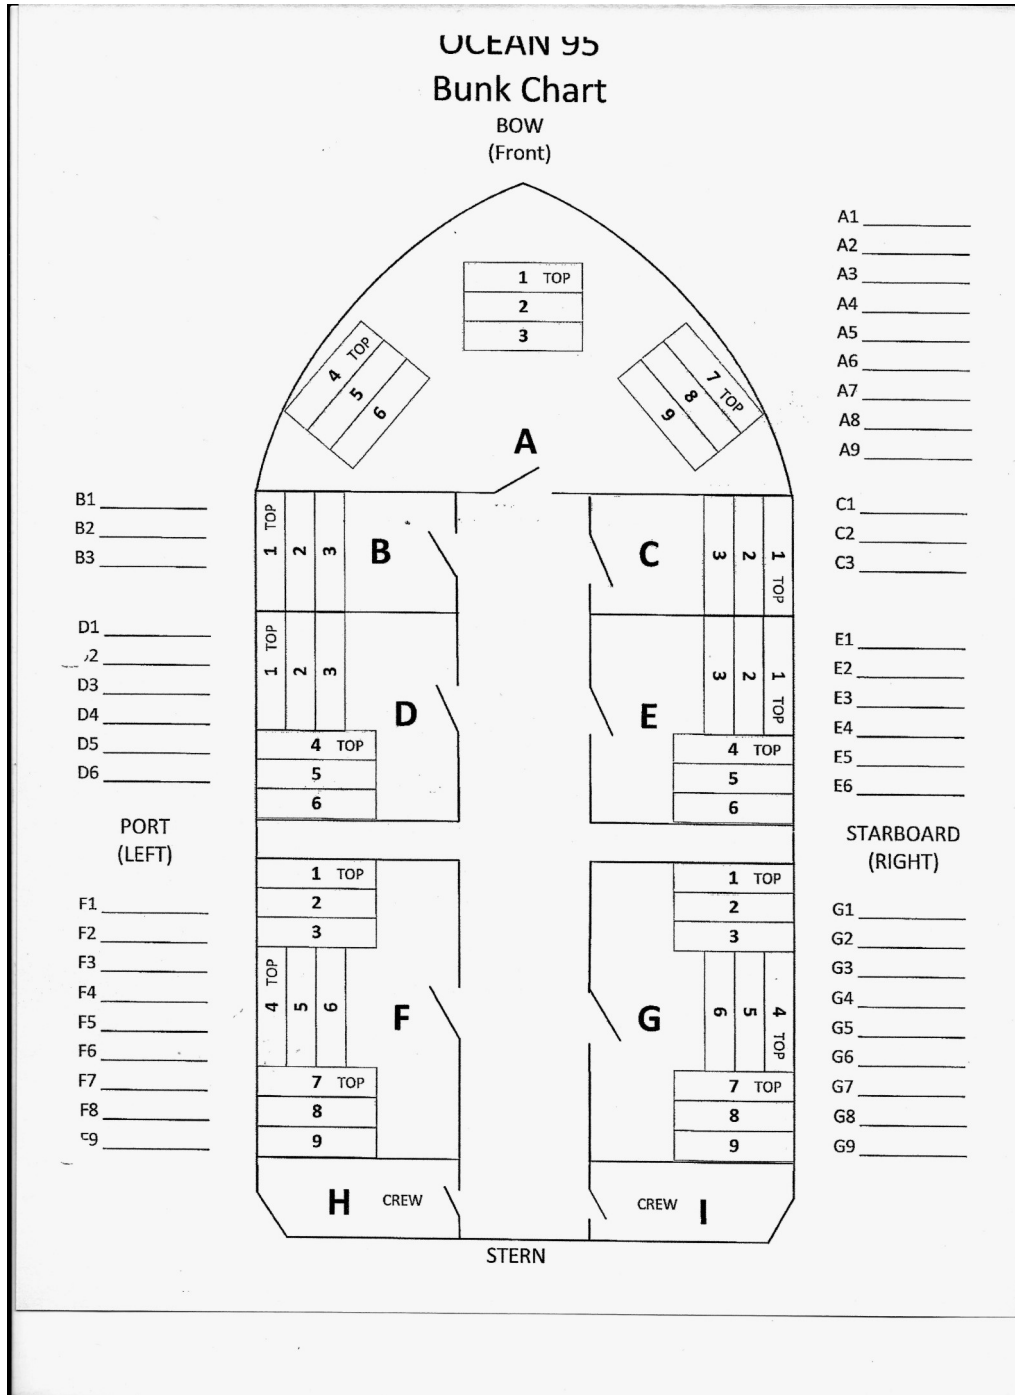 OCEAN 95
Bunk Chart
BOW
(Front)
A1
A2
A3
A4
A5
A6
A7
A8
A9
1 TOP
2
3
4 TOP
5
6
7 TOP
8
9
A
B1
B2
B3
1 TOP
2
3
B
C
3
2
1 TOP
C1
C2
C3
D1
D2
D3
D4
D5
D6
1 TOP
2
3
D
4 TOP
5
6
E
3
2
1 TOP
4 TOP
5
6
E1
E2
E3
E4
E5
E6
PORT
(LEFT)
STARBOARD
(RIGHT)
F1
F2
F3
F4
F5
F6
F7
F8
F9
1 TOP
2
3
4 TOP
5
6
F
7 TOP
8
9
1 TOP
2
3
G
6
5
4 TOP
7 TOP
8
9
G1
G2
G3
G4
G5
G6
G7
G8
G9
H CREW
CREW I
STERN